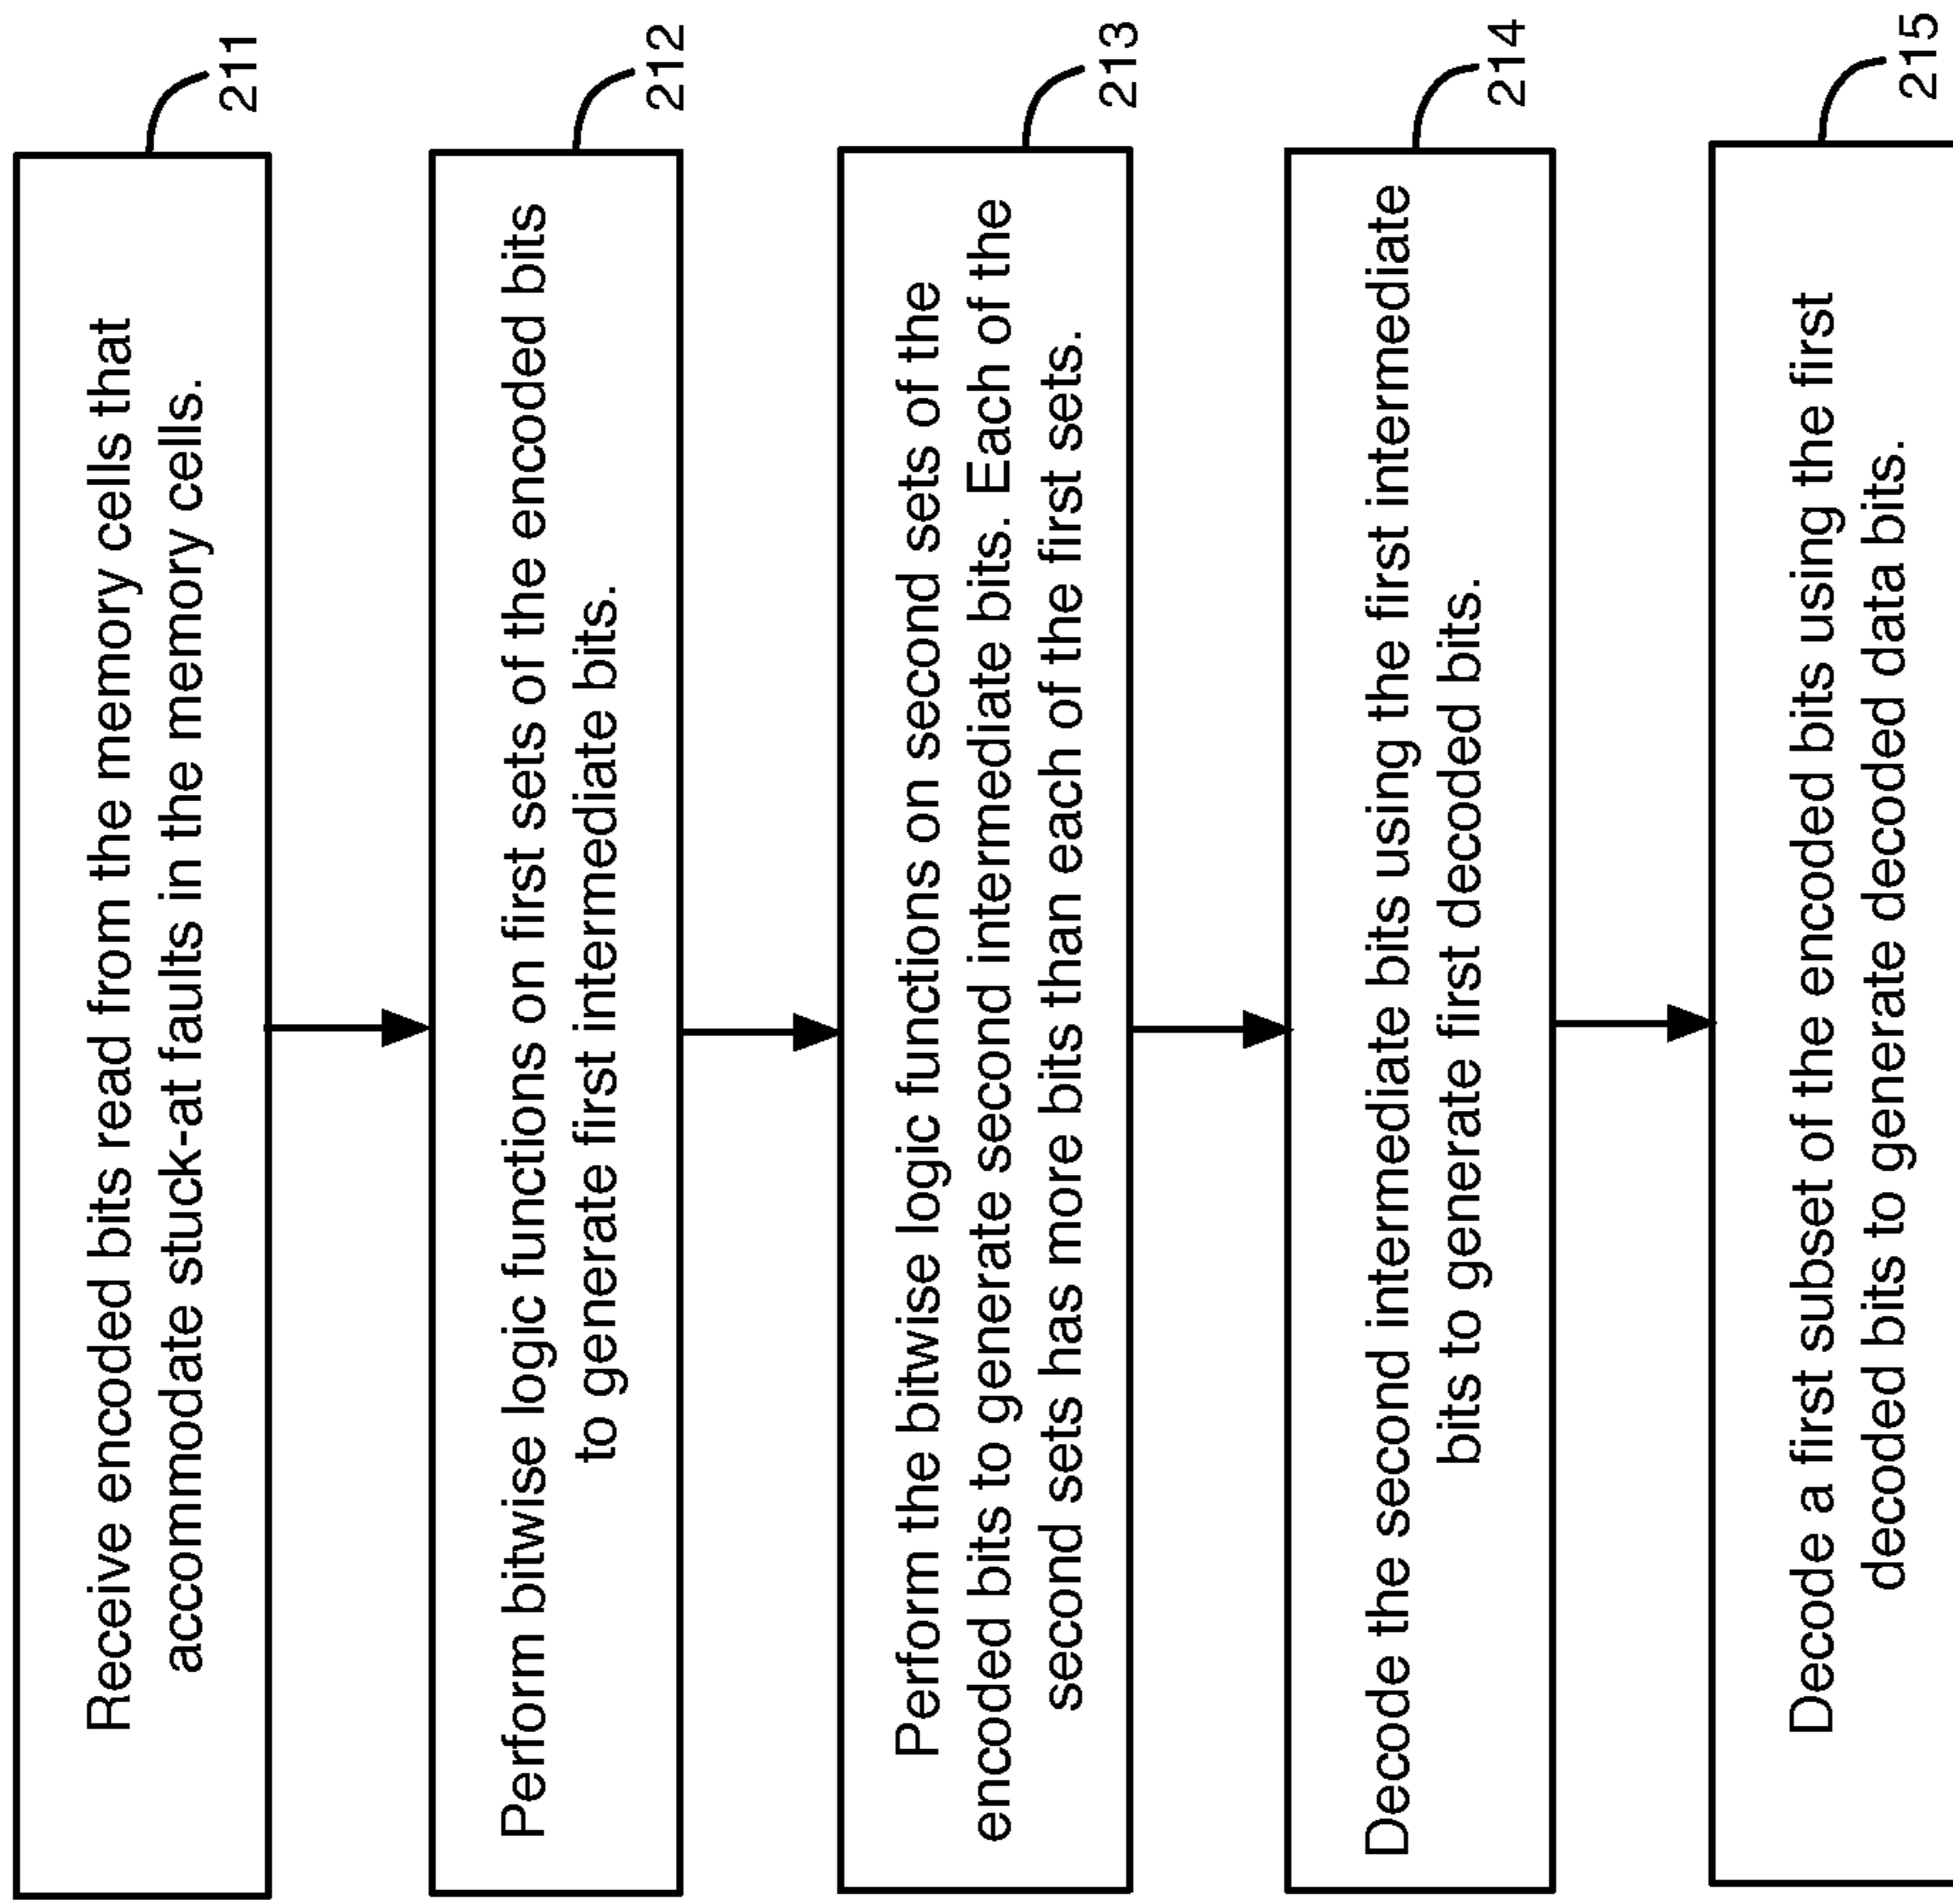 Receive encoded bits read from the memory cells that
accommodate stuck-at faults in the memory cells.
211
Perform bitwise logic functions on first sets of the encoded bits
to generate first intermediate bits.
212
Perform the bitwise logic functions on second sets of the
encoded bits to generate second intermediate bits. Each of the
second sets has more bits than each of the first sets.
213
Decode the second intermediate bits using the first intermediate
bits to generate first decoded bits.
214
Decode a first subset of the encoded bits using the first
decoded bits to generate decoded data bits.
215